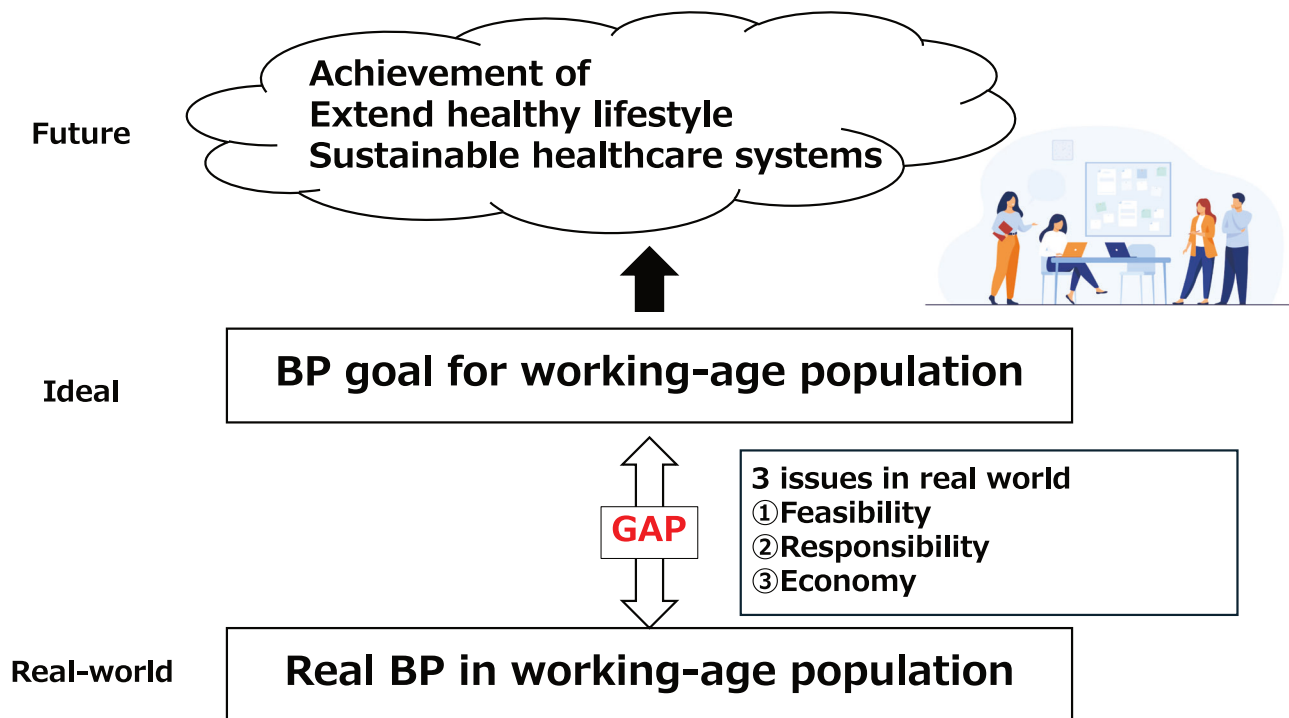 Future
Achievement of
Extend healthy lifestyle
Sustainable healthcare systems
Ideal
BP goal for working-age population
GAP
3 issues in real world
①Feasibility
②Responsibility
③Economy
Real-world
Real BP in working-age population